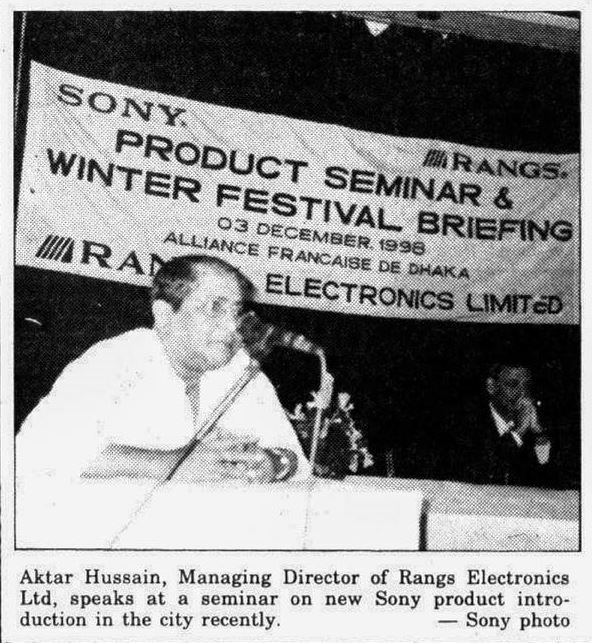 SONY.
RANGS.
PRODUCT SEMINAR &
WINTER FESTIVAL BRIEFING
03 DECEMBER. 1998
ALLIANCE FRANCAISE DE DHAKA
RAN
ELECTRONICS LIMITED
Aktar Hussain, Managing Director of Rangs Electronics
Ltd, speaks at a seminar on new Sony product intro-
duction in the city recently. — Sony photo